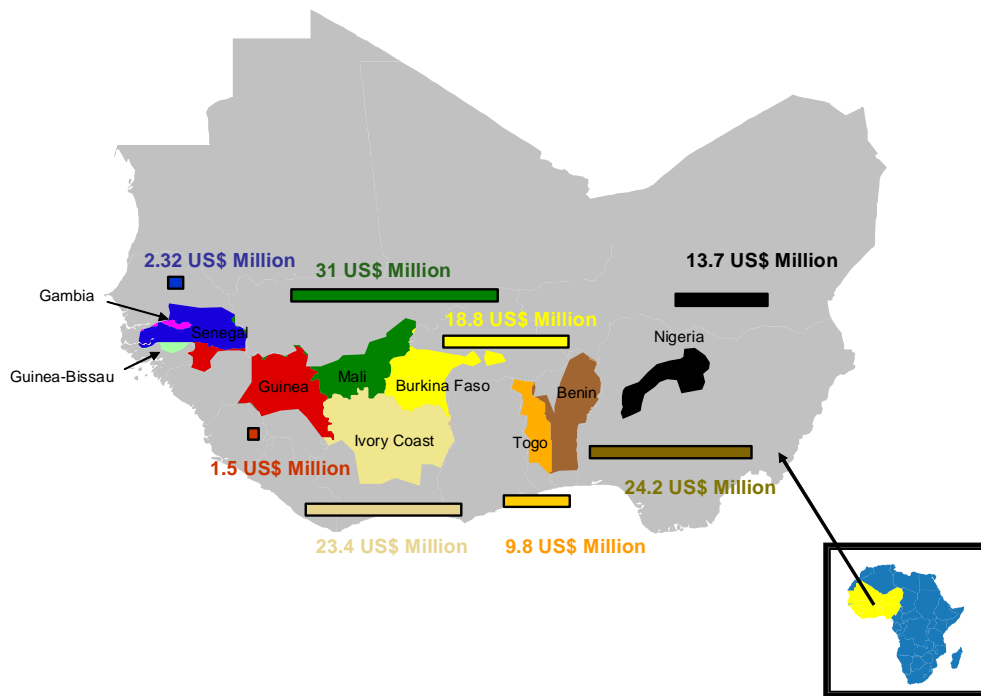 2.32 US$ Million
31 US$ Million
13.7 US$ Million
Gambia
18.8 US$ Million
Senegal
Nigeria
Guinea-Bissau
Guinea
Mali
Burkina Faso
Benin
Ivory Coast
Togo
1.5 US$ Million
24.2 US$ Million
23.4 US$ Million
9.8 US$ Million